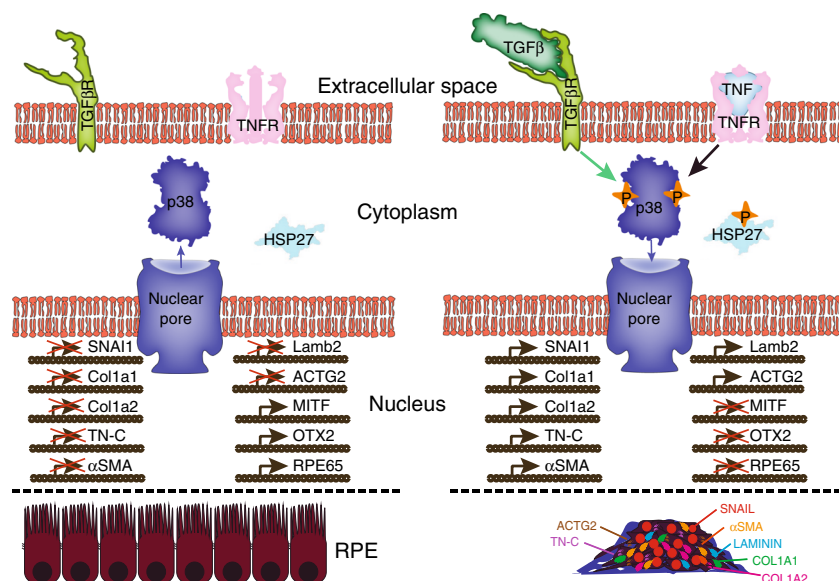 TGFβR
TNFR
Extracellular space
TGFβ
TGFβR
TNF
TNFR
p38
HSP27
Cytoplasm
P
p38
P
P
HSP27
Nuclear
pore
Nuclear
pore
SNAI1
Col1a1
Col1a2
TN-C
αSMA
Lamb2
ACTG2
MITF
OTX2
RPE65
Nucleus
SNAI1
Col1a1
Col1a2
TN-C
αSMA
Lamb2
ACTG2
MITF
OTX2
RPE65
RPE
ACTG2
TN-C
SNAIL
αSMA
LAMININ
COL1A1
COL1A2